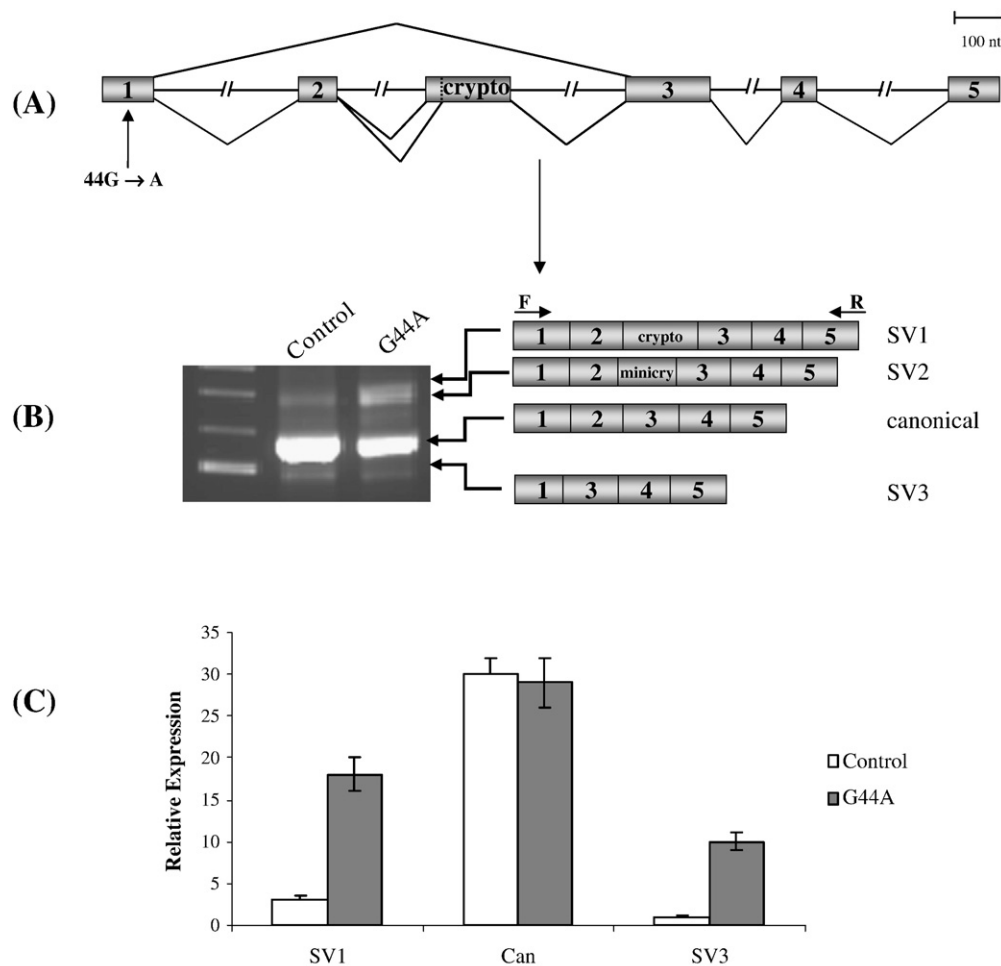 100 nt
(A)
1 2 crypto 3 4 5
44G → A
F R
Control G44A
1 2 crypto 3 4 5 SV1
1 2 minicry 3 4 5 SV2
(B)
1 2 3 4 5 canonical
1 3 4 5 SV3
(C)
Relative Expression
35
30
25
20
15
10
5
0
SV1 Can SV3
Control
G44A